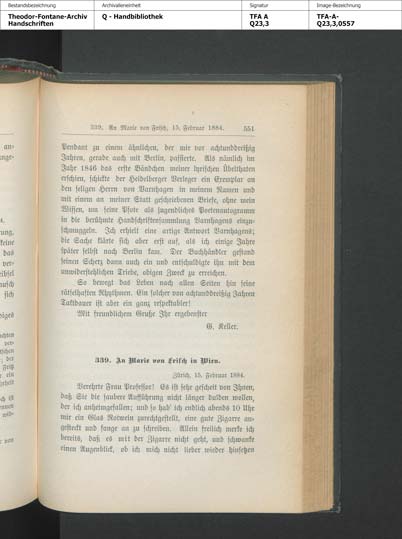 Bestandsbezeichnung
Archivalieneinheit
Signatur
Image-Bezeichnung
Theodor-Fontane-Archiv
Handschriften
Q - Handbibliothek
TFA A
Q23,3
TFA-A-
Q23,3,0557
339. An Marie von Frisch, 15. Februar 1884. 551
Pendant zu einem ähnlichen, der mir vor achtunddreißig
Jahren, gerade auch mit Berlin, passierte. Als nämlich im
Jahr 1846 das erste Bändchen meiner lyrischen Übelthaten
erschien, schickte der Heidelberger Verleger ein Exemplar an
den seligen Herrn von Varnhagen in meinem Namen und
mit einem an meiner Statt geschriebenen Briefe, ohne mein
Wissen, um seine Pfote als jugendliches Poetenautogramm
in die berühmte Handschriftensammlung Varnhagens einzu-
schmuggeln. Ich erhielt eine artige Antwort Varnhagens;
die Sache klärte sich aber erst auf, als ich einige Jahre
später selbst nach Berlin kam. Der Buchhändler gestand
seinen Scherz dann auch ein und entschuldigte ihn mit dem
unwiderstehlichen Triebe, obigen Zweck zu erreichen.
So bewegt das Leben nach allen Seiten hin seine
rätselhaften Rhythmen. Ein solcher von achtunddreißig Jahren
Taktdauer ist aber ein ganz respektabler!
Mit freundlichem Gruße Ihr ergebenster
G. Keller.
339. An Marie von Frisch in Wien.
Zürich, 15. Februar 1884.
Verehrte Frau Professor! Es ist sehr gescheit von Ihnen,
daß Sie die saubere Aufführung nicht länger dulden wollen,
der ich anheimgefallen; und so hab' ich endlich abends 10 Uhr
mir ein Glas Rotwein zurechtgestellt, eine gute Zigarre an-
gesteckt und fange an zu schreiben. Allein freilich merke ich
bereits, daß es mit der Zigarre nicht geht, und schwanke
einen Augenblick, ob ich mich nicht lieber wieder hinsetzen